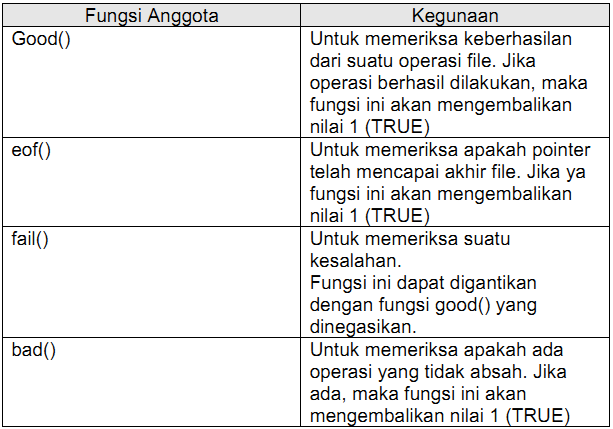 Fungsi Anggota Kegunaan
Good() Untuk memeriksa keberhasilan
dari suatu operasi file. Jika
operasi berhasil dilakukan, maka
fungsi ini akan mengembalikan
nilai 1 (TRUE)
eof() Untuk memeriksa apakah pointer
telah mencapai akhir file. Jika ya
fungsi ini akan mengembalikan
nilai 1 (TRUE)
fail() Untuk memeriksa suatu
kesalahan.
Fungsi ini dapat digantikan
dengan fungsi good() yang
dinegasikan.
bad() Untuk memeriksa apakah ada
operasi yang tidak absah. Jika
ada, maka fungsi ini akan
mengembalikan nilai 1 (TRUE)